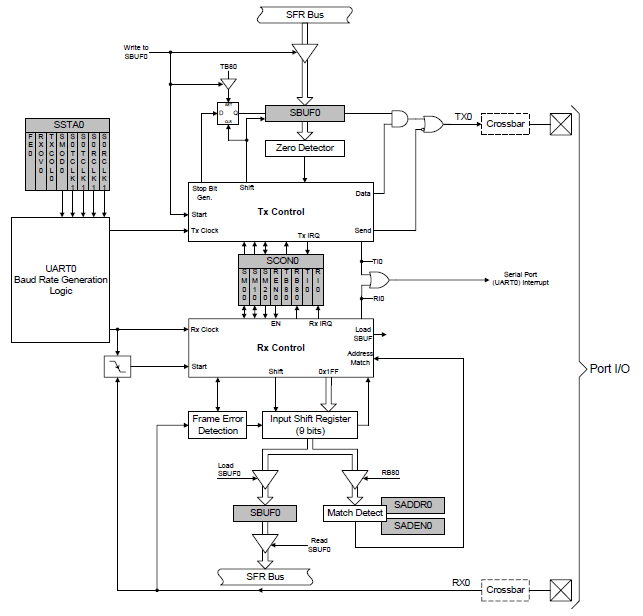 SFR Bus
Write to
SBUF0
TB80
SET
D Q
CLR
SBUF0
TX0
Crossbar
Zero Detector
SSTA0
FE0
RXOV0
TXCOL0
SMOD0
S0TCLK1
S0TCLK1
S0RCLK1
S0RCLK1
Stop Bit
Gen.
Shift
Data
Tx Control
Start
Tx Clock
Tx IRQ
Send
UART0
Baud Rate Generation
Logic
SCON0
SM00
SM10
SM20
REN0
TB80
RB80
TI0
RI0
TI0
Serial Port
(UART0) Interrupt
RI0
Port I/O
EN
Rx IRQ
Rx Clock
Load
SBUF
Rx Control
Address
Match
Start
Shift
0x1FF
Frame Error
Detection
Input Shift Register
(9 bits)
Load
SBUF0
RB80
SBUF0
Match Detect
SADDR0
SADEN0
Read
SBUF0
SFR Bus
RX0
Crossbar